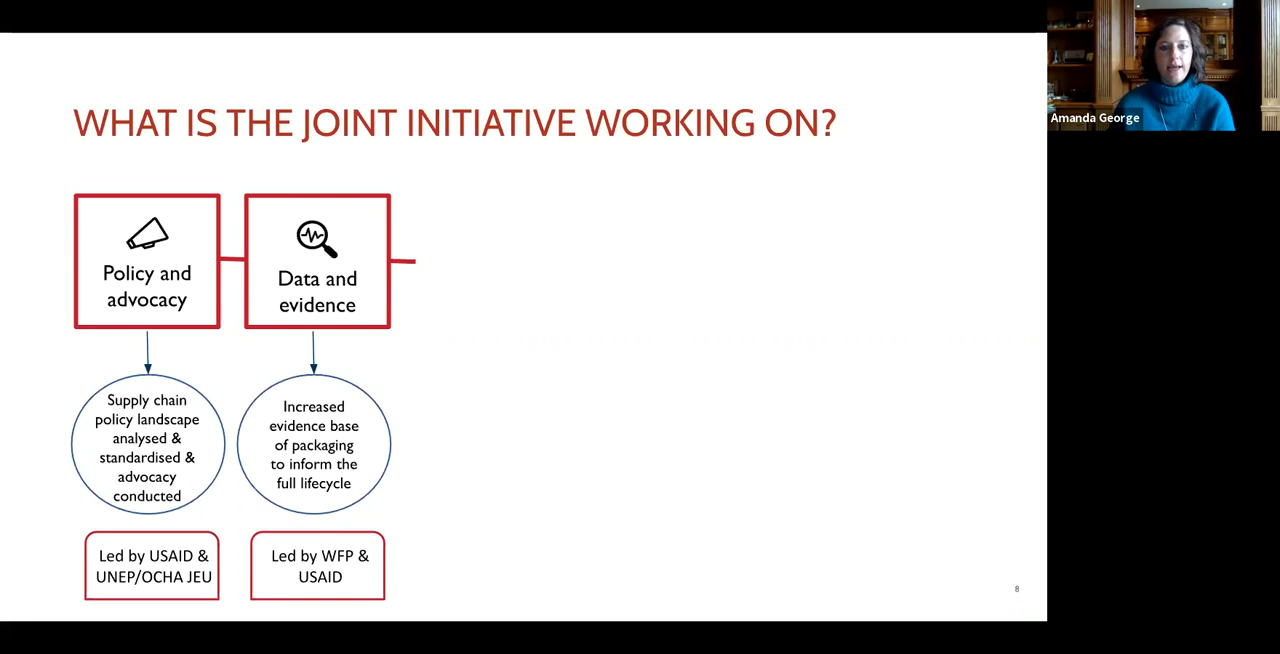 WHAT IS THE JOINT INITIATIVE WORKING ON?
Policy and
advocacy
Data and
evidence
Supply chain
policy landscape
analysed &
standardised &
advocacy
conducted
Increased
evidence base
of packaging
to inform the
full lifecycle
Led by USAID &
UNEP/OCHA JEU
Led by WFP &
USAID
8
Amanda George